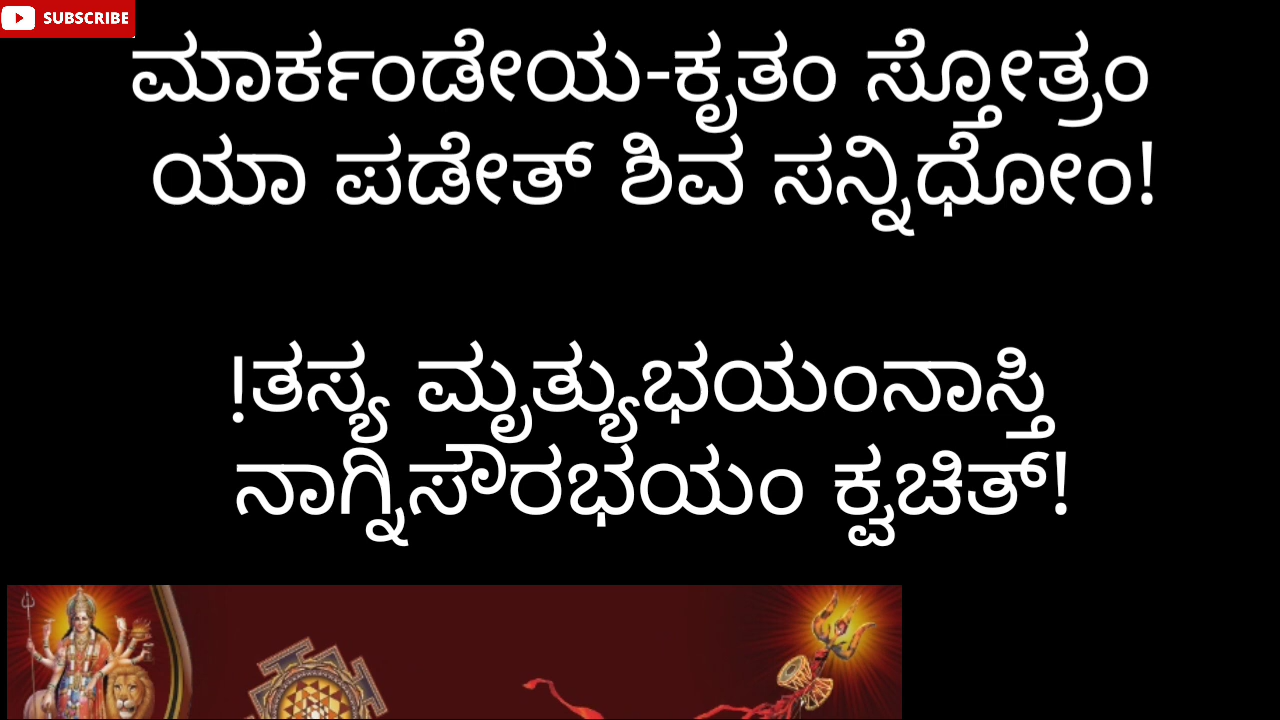 SUBSCRIBE
ಮಾರ್ಕಂಡೇಯ-ಕೃತಂ ಸ್ತೋತ್ರಂ
ಯಾ ಪಡೇತ್ ಶಿವ ಸನ್ನಿಧೋಂ!
!ತಸ್ಯ ಮೃತ್ಯುಭಯಂನಾಸ್ತಿ
ನಾಗ್ನಿಸೌರಭಯಂ ಕ್ವಚಿತ್!